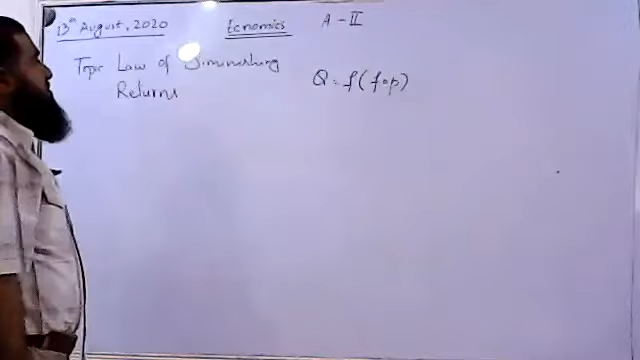 13th August, 2020 Economics A - II
Topic Law of Diminishing
Returns
Q = f(fop)